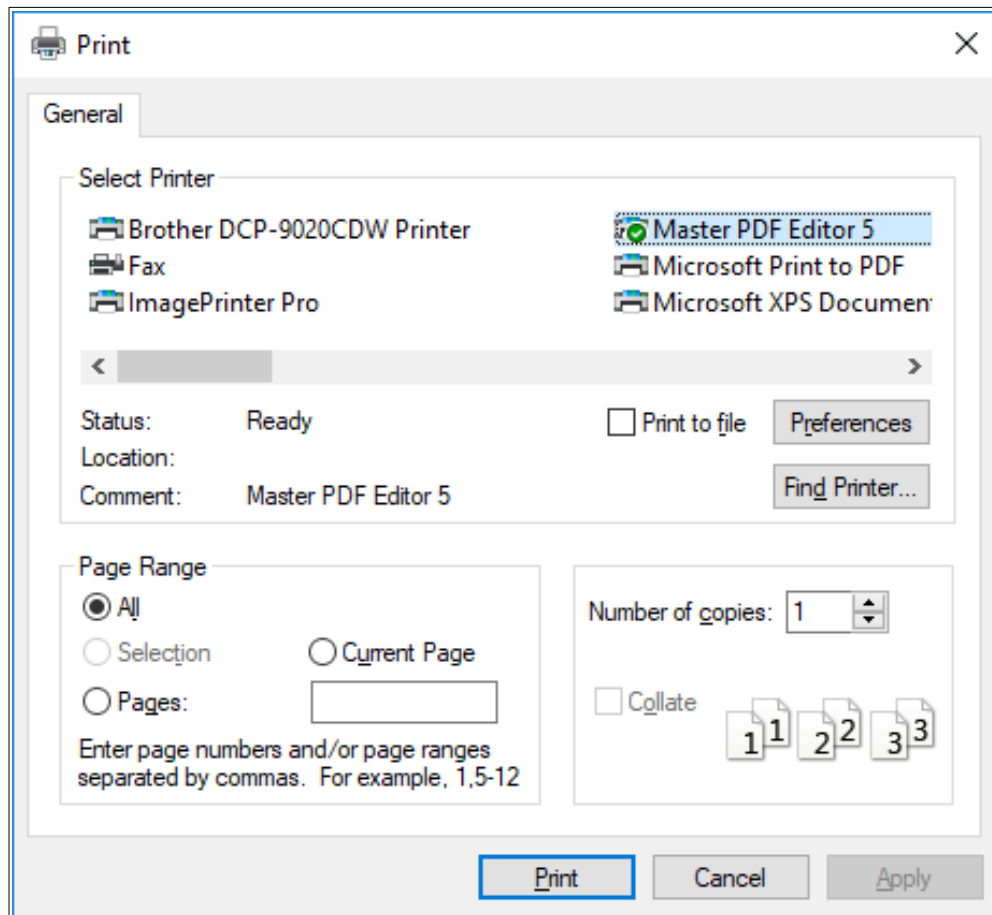 Print
General
Select Printer
Brother DCP-9020CDW Printer
Master PDF Editor 5
Fax
Microsoft Print to PDF
ImagePrinter Pro
Microsoft XPS Documen
Status: Ready
Print to file
Preferences
Location:
Comment: Master PDF Editor 5
Find Printer...
Page Range
All
Selection
Current Page
Pages:
Enter page numbers and/or page ranges
separated by commas. For example, 1,5-12
Number of copies: 1
Collate
1 1 2 2 3 3
Print
Cancel
Apply